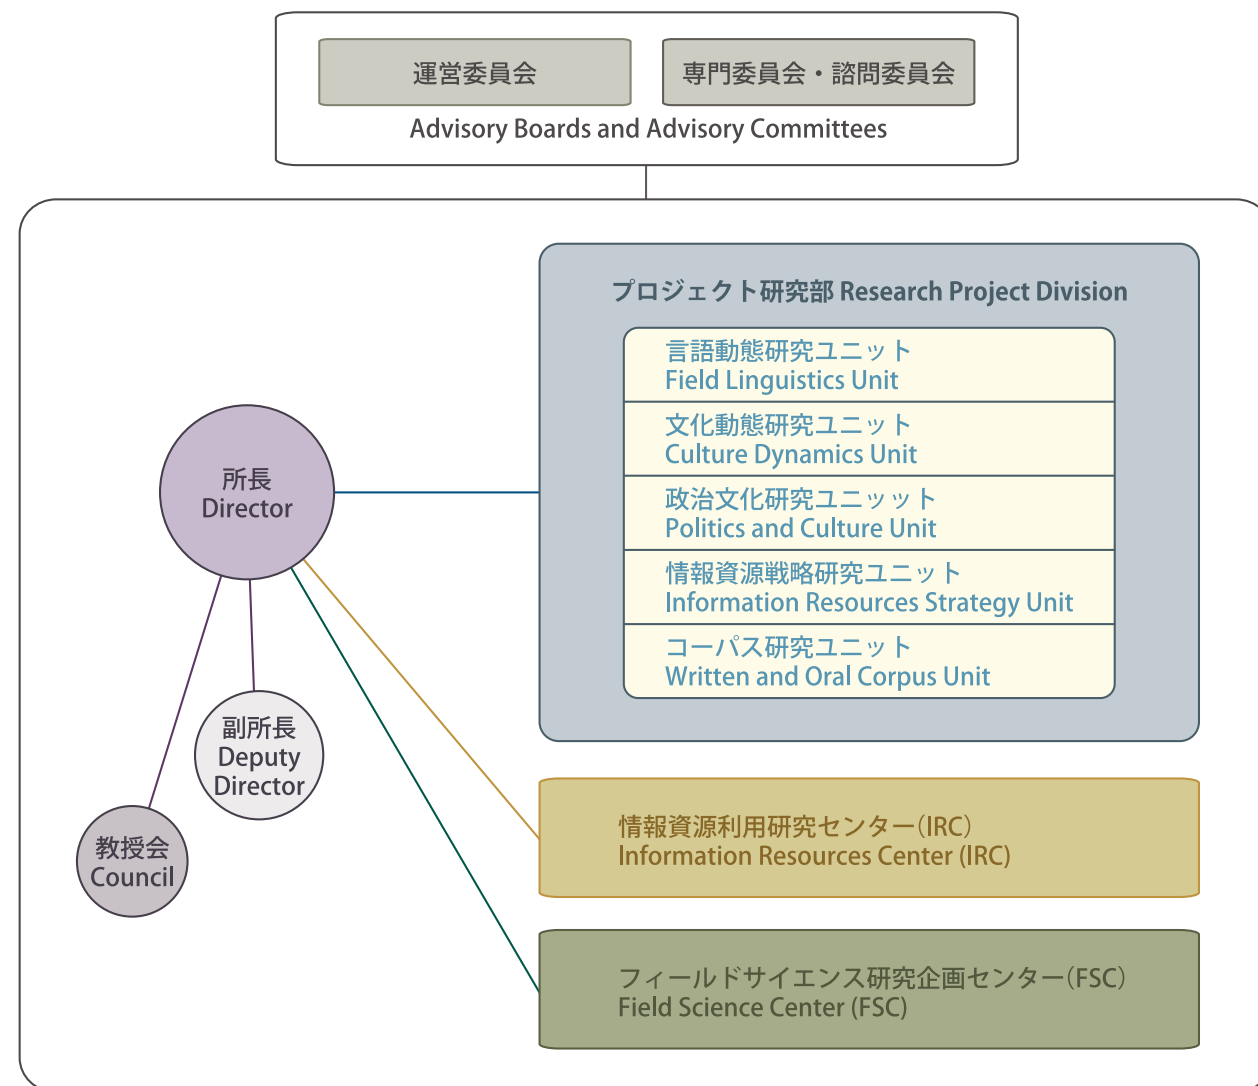 運営委員会
専門委員会・諮問委員会
Advisory Boards and Advisory Committees
プロジェクト研究部 Research Project Division
言語動態研究ユニット
Field Linguistics Unit
文化動態研究ユニット
Culture Dynamics Unit
政治文化研究ユニッット
Politics and Culture Unit
情報資源戦略研究ユニット
Information Resources Strategy Unit
コーパス研究ユニット
Written and Oral Corpus Unit
所長
Director
副所長
Deputy
Director
教授会
Council
情報資源利用研究センター(IRC)
Information Resources Center (IRC)
フィールドサイエンス研究企画センター(FSC)
Field Science Center (FSC)